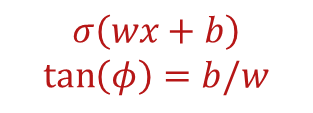 σ(wx + b)
tan(ϕ) = b/w